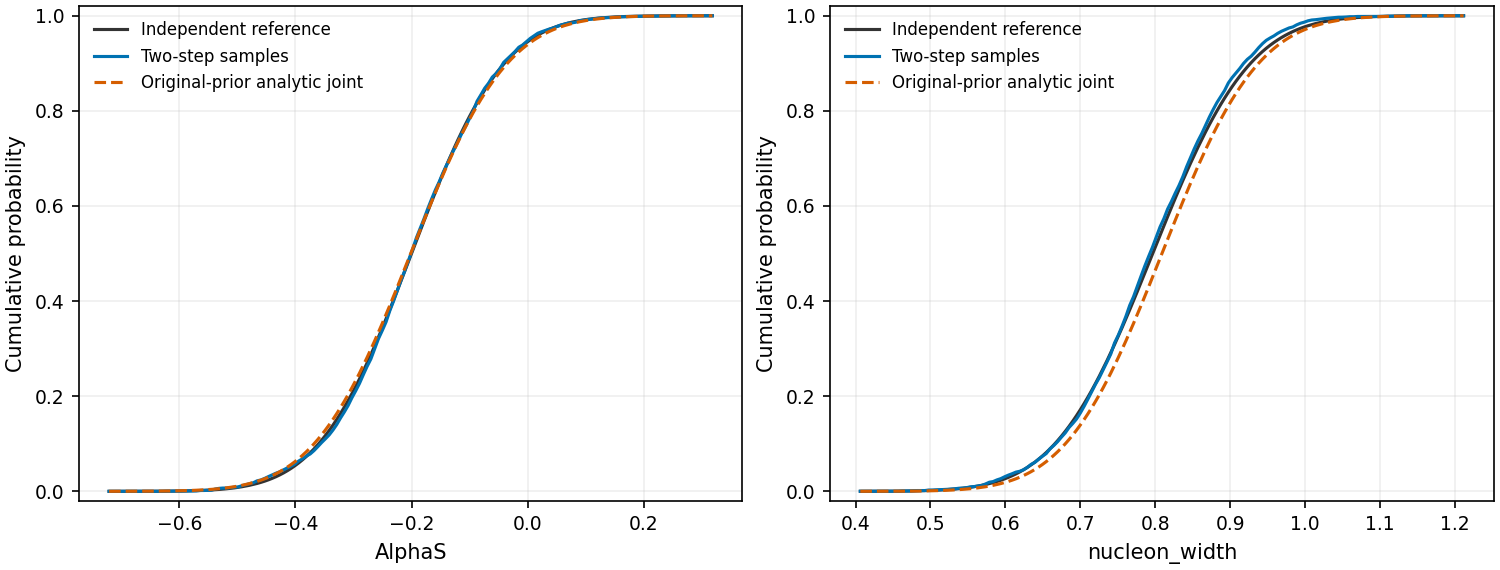 Cumulative probability
1.0
0.8
0.6
0.4
0.2
0.0
Independent reference
Two-step samples
Original-prior analytic joint
−0.6 −0.4 −0.2 0.0 0.2
AlphaS
Cumulative probability
1.0
0.8
0.6
0.4
0.2
0.0
Independent reference
Two-step samples
Original-prior analytic joint
0.4 0.5 0.6 0.7 0.8 0.9 1.0 1.1 1.2
nucleon_width